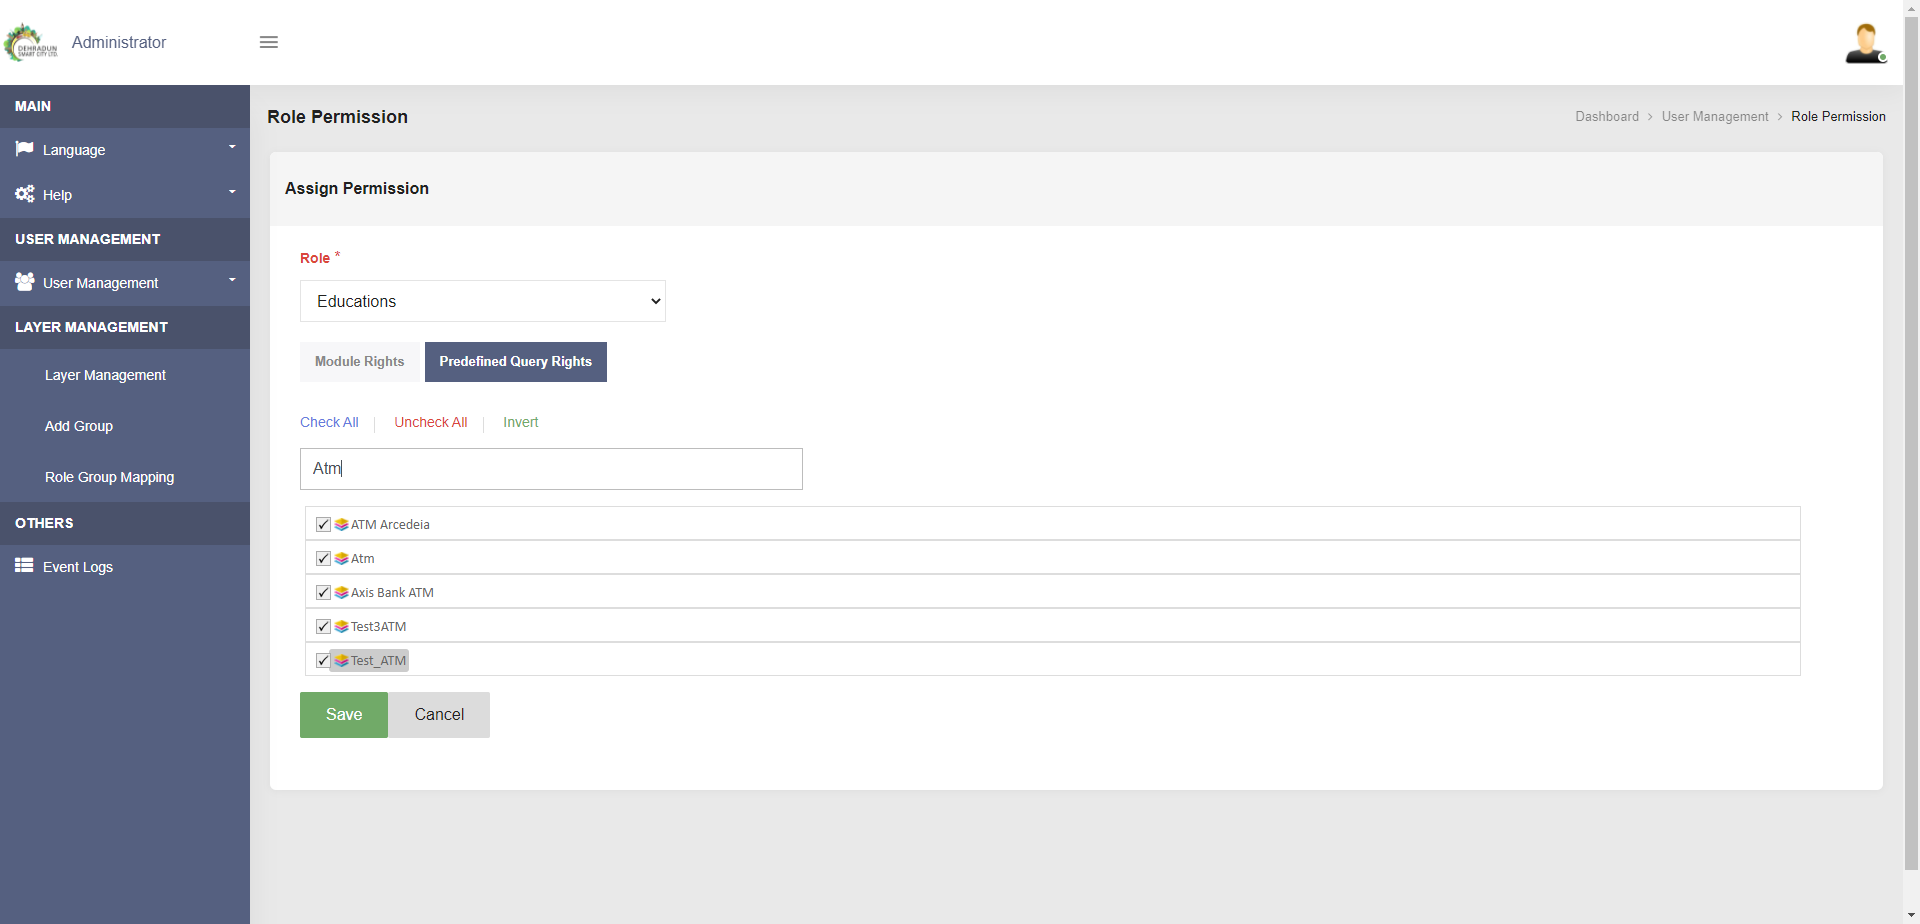 DEHRADUN
SMART CITY LTD.
Administrator
MAIN
Language
Help
USER MANAGEMENT
User Management
LAYER MANAGEMENT
Layer Management
Add Group
Role Group Mapping
OTHERS
Event Logs
Role Permission
Dashboard > User Management > Role Permission
Assign Permission
Role *
Educations
Module Rights
Predefined Query Rights
Check All
Uncheck All
Invert
Atm
ATM Arcedeia
Atm
Axis Bank ATM
Test3ATM
Test_ATM
Save
Cancel